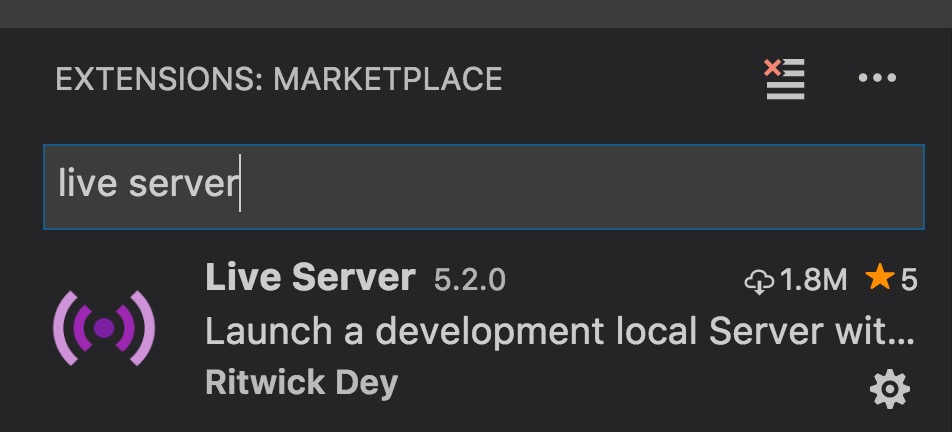 EXTENSIONS: MARKETPLACE
live server
Live Server 5.2.0 1.8M 5
Launch a development local Server wit...
Ritwick Dey